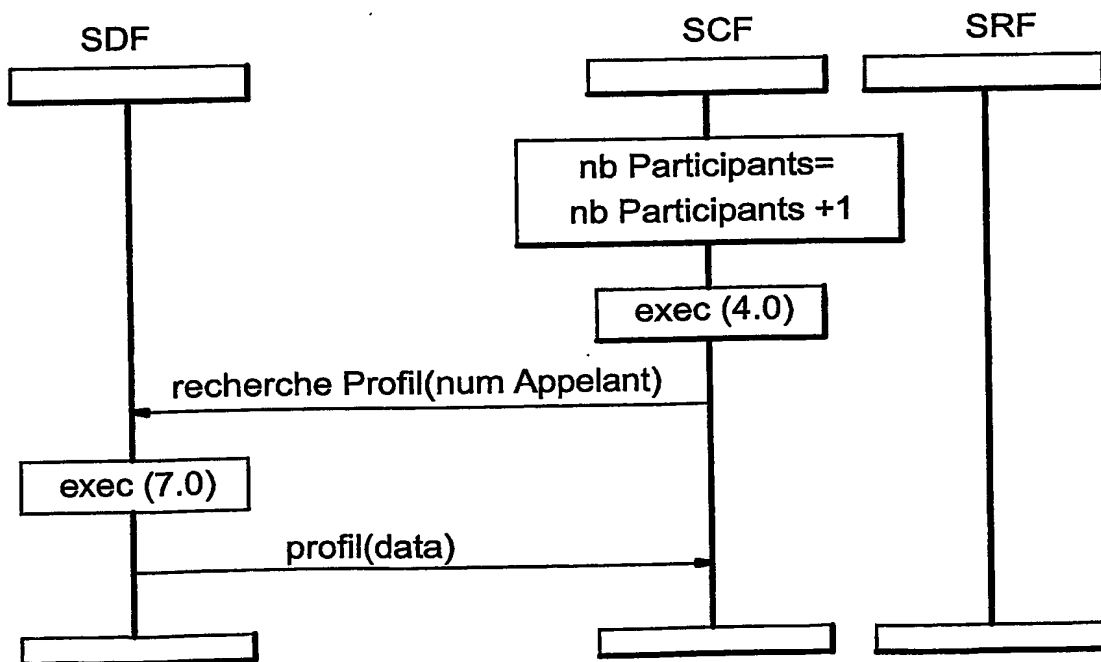 SDF
SCF
SRF
nb Participants=
nb Participants +1
exec (4.0)
recherche Profil(num Appelant)
exec (7.0)
profil(data)